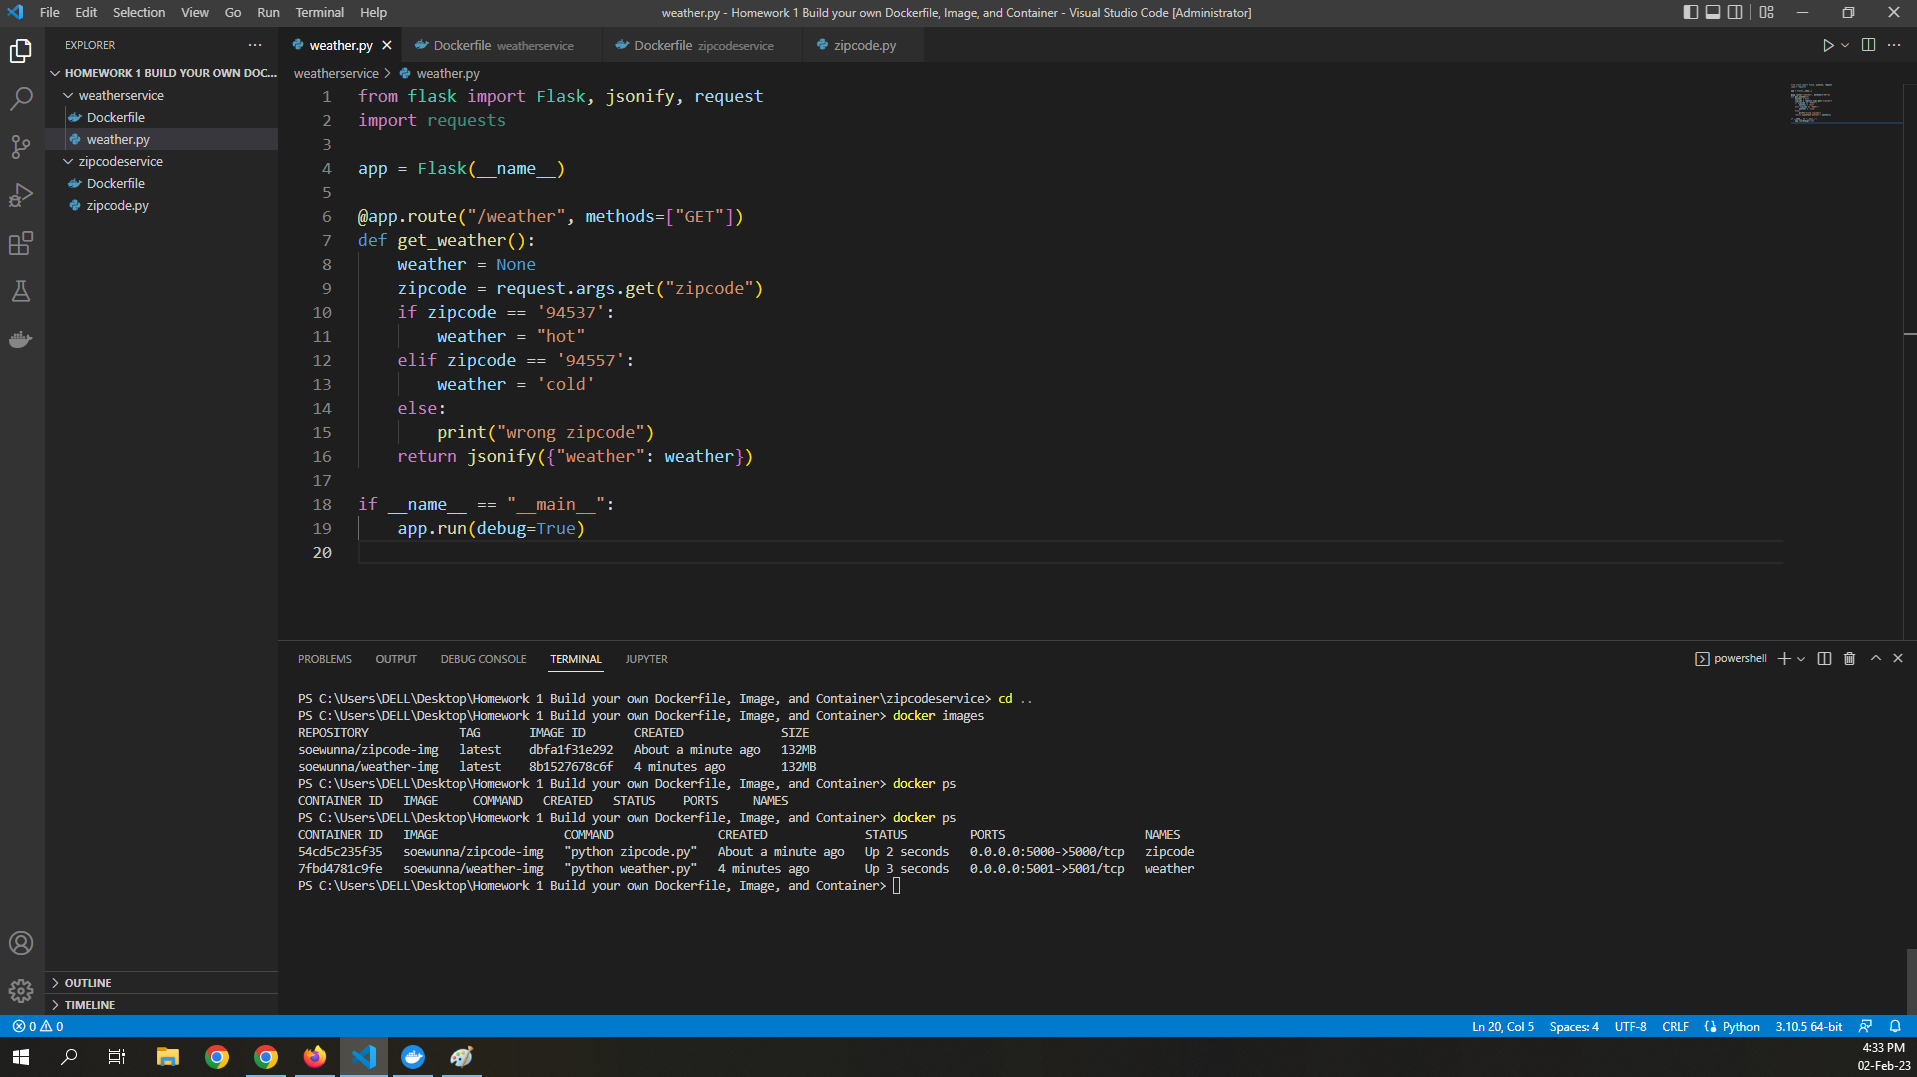 File Edit Selection View Go Run Terminal Help
weather.py - Homework 1 Build your own Dockerfile, Image, and Container - Visual Studio Code [Administrator]
EXPLORER
HOMEWORK 1 BUILD YOUR OWN DOC...
weatherservice
Dockerfile
weather.py
zipcodeservice
Dockerfile
zipcode.py
OUTLINE
TIMELINE
weather.py Dockerfile weatherservice Dockerfile zipcodeservice zipcode.py
weatherservice > weather.py
1 from flask import Flask, jsonify, request
2 import requests
3
4 app = Flask(__name__)
5
6 @app.route("/weather", methods=["GET"])
7 def get_weather():
8     weather = None
9     zipcode = request.args.get("zipcode")
10     if zipcode == '94537':
11         weather = "hot"
12     elif zipcode == '94557':
13         weather = 'cold'
14     else:
15         print("wrong zipcode")
16     return jsonify({"weather": weather})
17
18 if __name__ == "__main__":
19     app.run(debug=True)
20
PROBLEMS OUTPUT DEBUG CONSOLE TERMINAL JUPYTER
powershell
PS C:\Users\DELL\Desktop\Homework 1 Build your own Dockerfile, Image, and Container\zipcodeservice> cd ..
PS C:\Users\DELL\Desktop\Homework 1 Build your own Dockerfile, Image, and Container> docker images
REPOSITORY TAG IMAGE ID CREATED SIZE
soewunna/zipcode-img latest dbfa1f31e292 About a minute ago 132MB
soewunna/weather-img latest 8b1527678c6f 4 minutes ago 132MB
PS C:\Users\DELL\Desktop\Homework 1 Build your own Dockerfile, Image, and Container> docker ps
CONTAINER ID IMAGE COMMAND CREATED STATUS PORTS NAMES
PS C:\Users\DELL\Desktop\Homework 1 Build your own Dockerfile, Image, and Container> docker ps
CONTAINER ID IMAGE COMMAND CREATED STATUS PORTS NAMES
54cd5c235f35 soewunna/zipcode-img "python zipcode.py" About a minute ago Up 2 seconds 0.0.0.0:5000->5000/tcp zipcode
7fbd4781c9fe soewunna/weather-img "python weather.py" 4 minutes ago Up 3 seconds 0.0.0.0:5001->5001/tcp weather
PS C:\Users\DELL\Desktop\Homework 1 Build your own Dockerfile, Image, and Container>
0 0
Ln 20, Col 5 Spaces: 4 UTF-8 CRLF Python 3.10.5 64-bit
4:33 PM
02-Feb-23